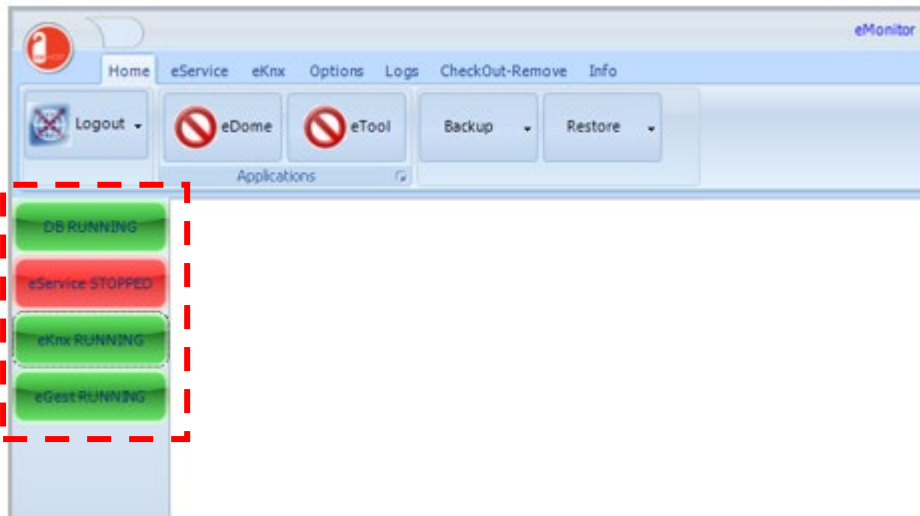 eMonitor
Home eService eKnx Options Logs CheckOut-Remove Info
Logout eDome eTool Backup Restore
Applications
DB RUNNING
eService STOPPED
eKnx RUNNING
eGest RUNNING